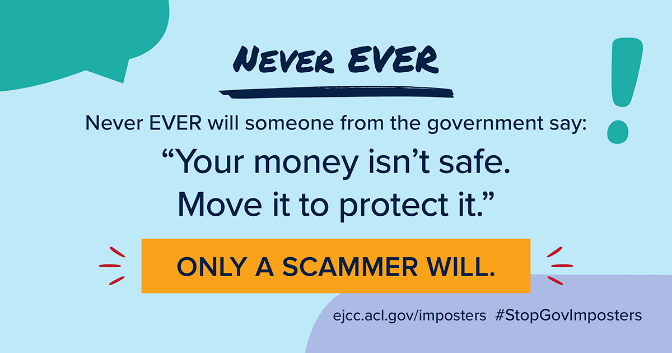 NEVER EVER
Never EVER will someone from the government say:
“Your money isn’t safe.
Move it to protect it.”
ONLY A SCAMMER WILL.
ejcc.acl.gov/imposters #StopGovImposters